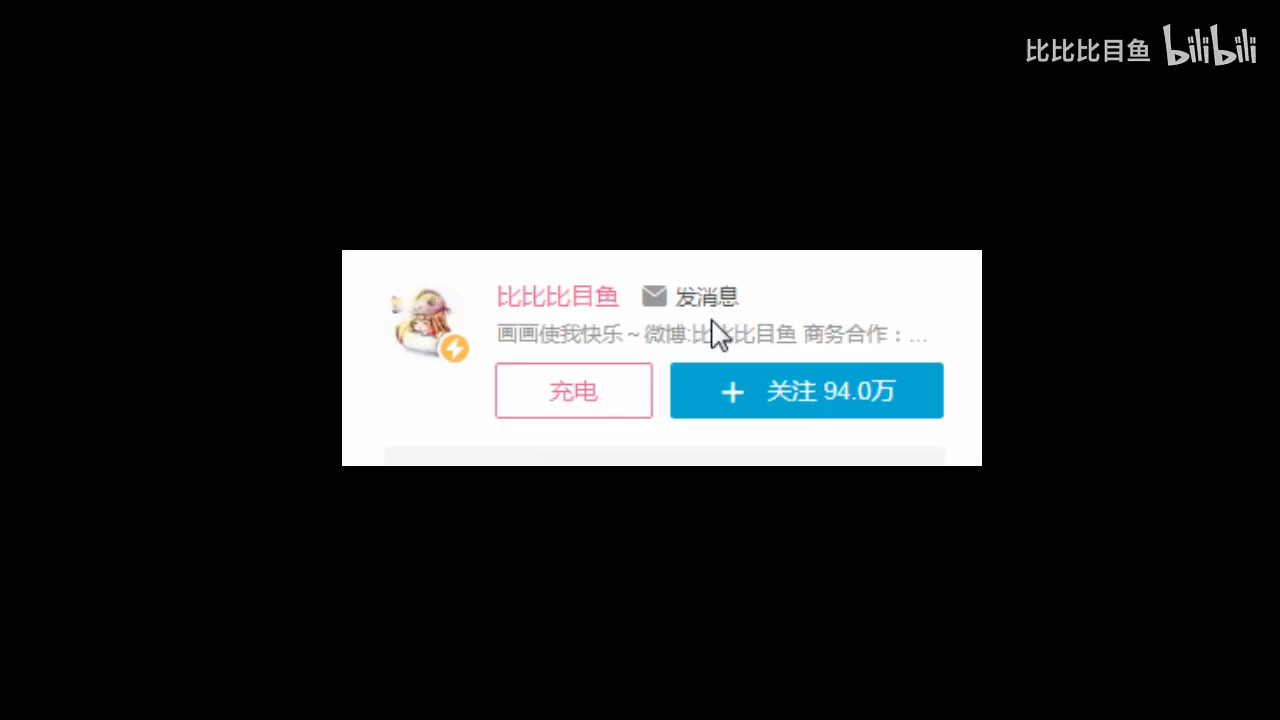 比比比目鱼 bilibili
比比比目鱼 发消息
画画使我快乐~微博:比比比目鱼 商务合作：...
充电
+ 关注 94.0万